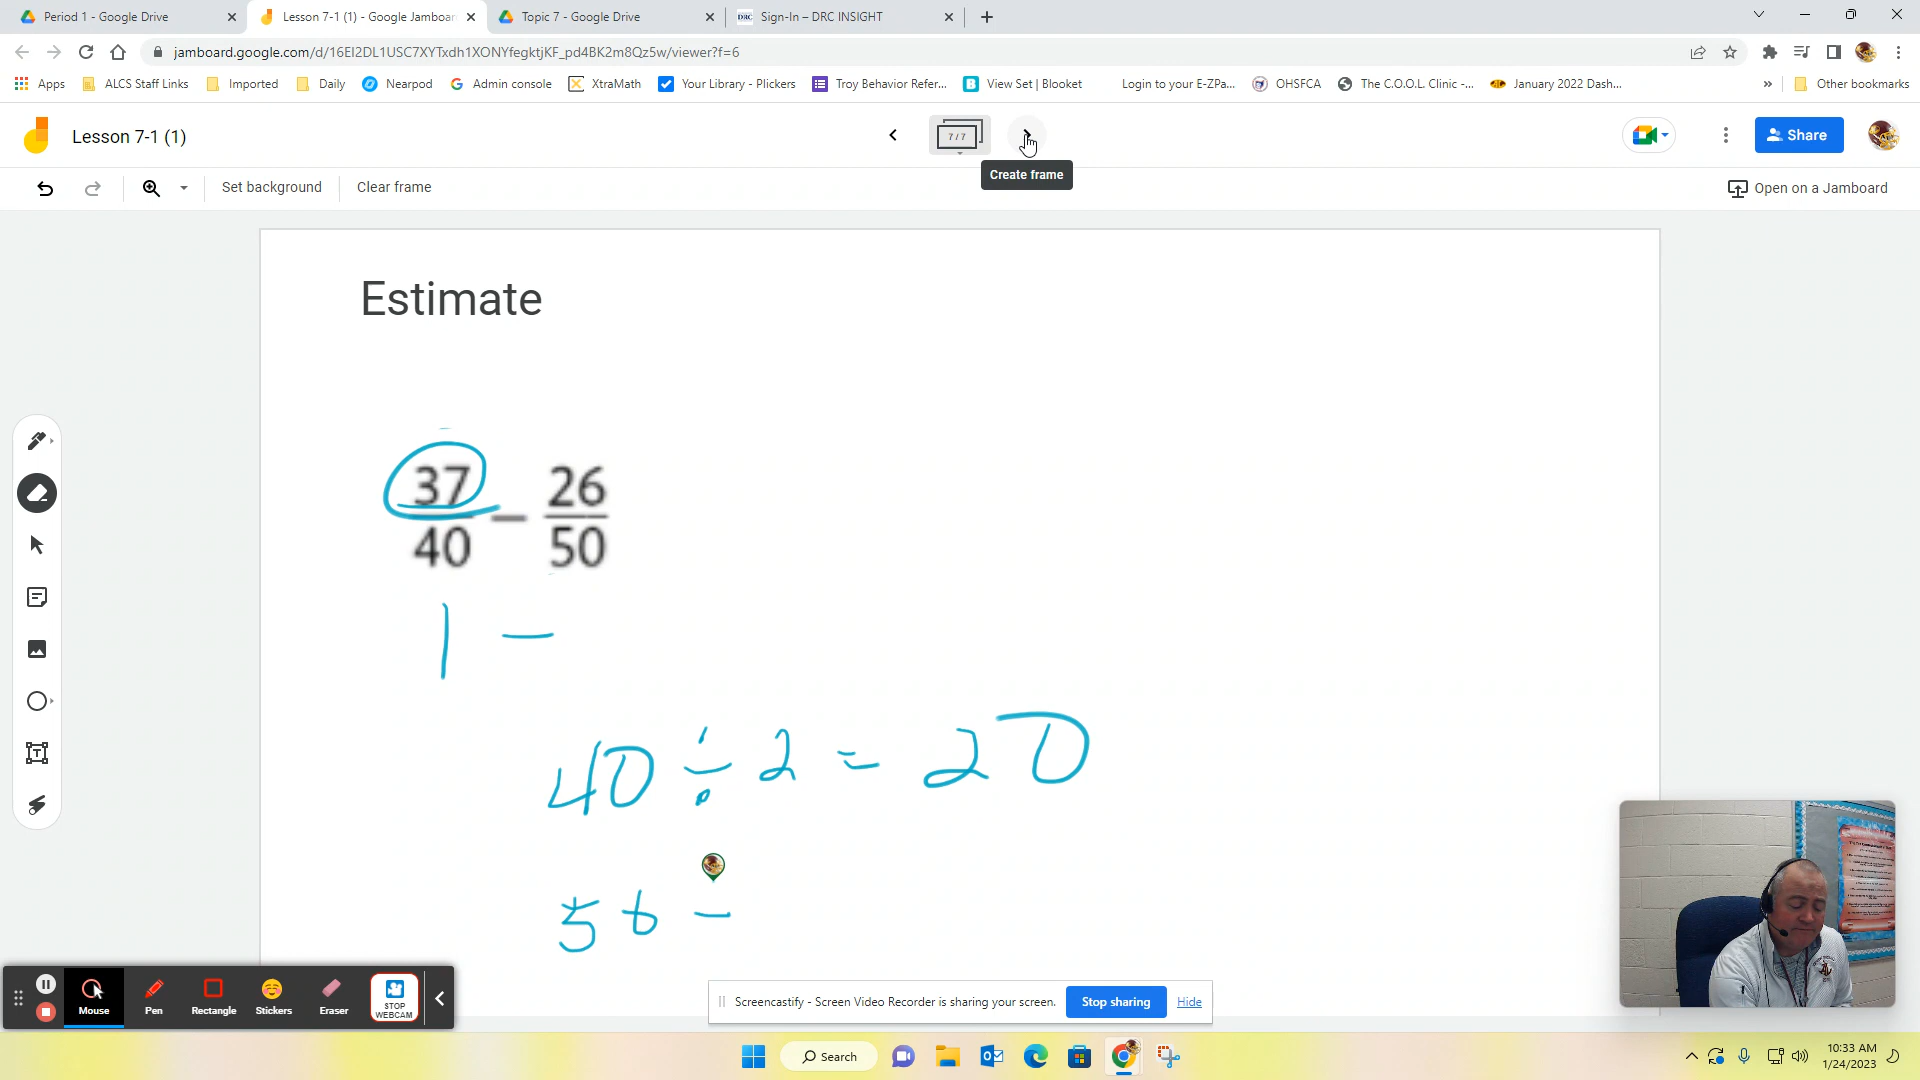 Period 1 - Google Drive
Lesson 7-1 (1) - Google Jamboar
Topic 7 - Google Drive
DRC
Sign-In – DRC INSIGHT
jamboard.google.com/d/16EI2DL1USC7XYTxdh1XONYfegktjKF_pd4BK2m8Qz5w/viewer?f=6
Apps
ALCS Staff Links
Imported
Daily
Nearpod
Admin console
XtraMath
Your Library - Plickers
Troy Behavior Refer...
View Set | Blooket
Login to your E-ZPa...
OHSFCA
The C.O.O.L. Clinic -...
January 2022 Dash...
»
Other bookmarks
Lesson 7-1 (1)
7 / 7
Share
Create frame
Set background
Clear frame
Open on a Jamboard
Estimate
37/40 − 26/50
1 −
40 ÷ 2 = 20
56 −
Mouse
Pen
Rectangle
Stickers
Eraser
STOP
WEBCAM
Screencastify - Screen Video Recorder is sharing your screen.
Stop sharing
Hide
Search
10:33 AM
1/24/2023